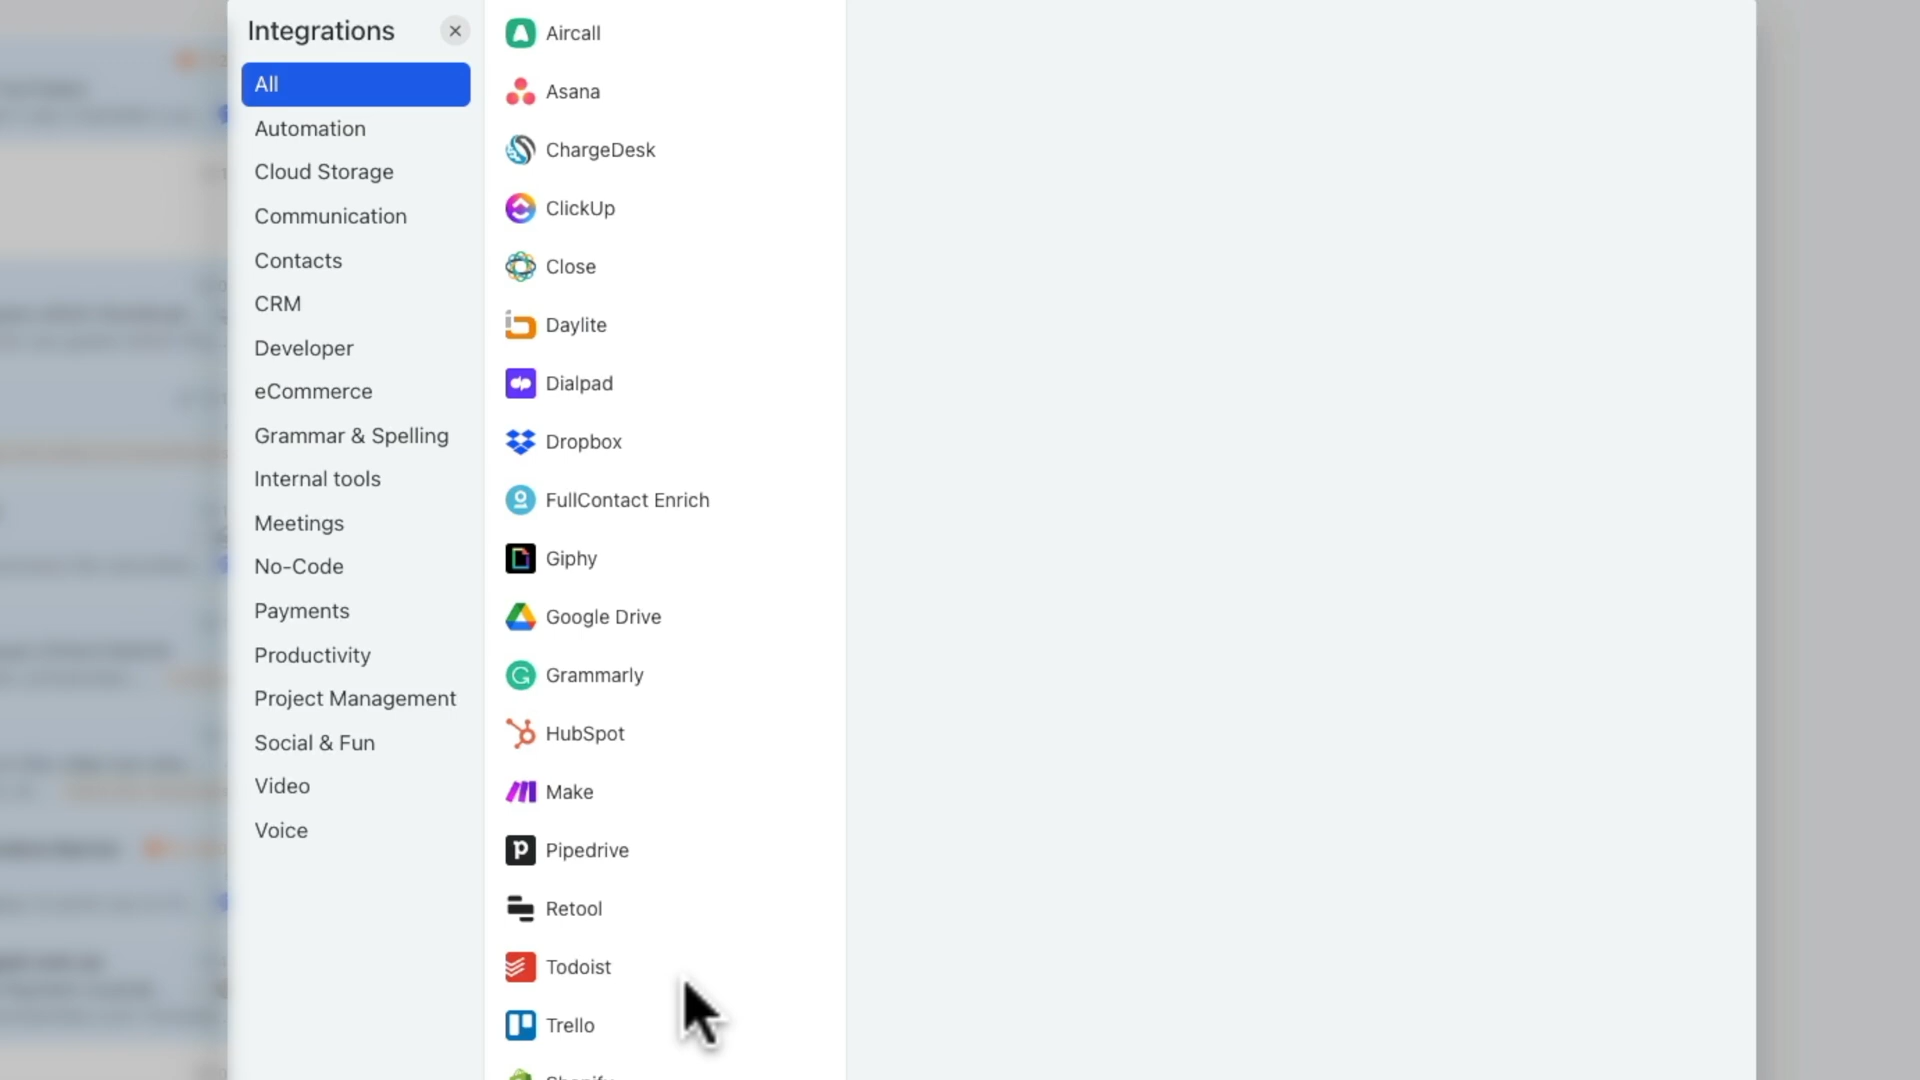 Integrations
All
Automation
Cloud Storage
Communication
Contacts
CRM
Developer
eCommerce
Grammar & Spelling
Internal tools
Meetings
No-Code
Payments
Productivity
Project Management
Social & Fun
Video
Voice
Aircall
Asana
ChargeDesk
ClickUp
Close
Daylite
Dialpad
Dropbox
FullContact Enrich
Giphy
Google Drive
Grammarly
HubSpot
Make
Pipedrive
Retool
Todoist
Trello